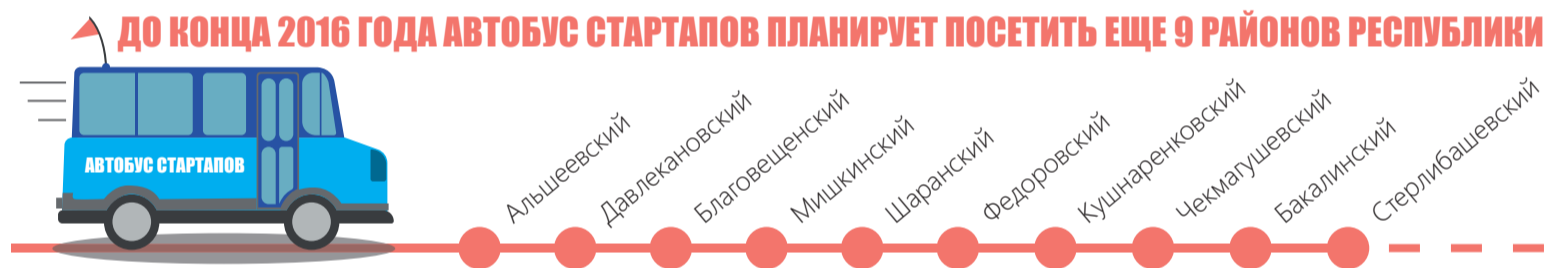 ДО КОНЦА 2016 ГОДА АВТОБУС СТАРТАПОВ ПЛАНИРУЕТ ПОСЕТИТЬ ЕЩЕ 9 РАЙОНОВ РЕСПУБЛИКИ
АВТОБУС СТАРТАПОВ
Альшеевский
Давлекановский
Благовещенский
Мишкинский
Шаранский
Федоровский
Кушнаренковский
Чекмагушевский
Бакалинский
Стерлибашевский